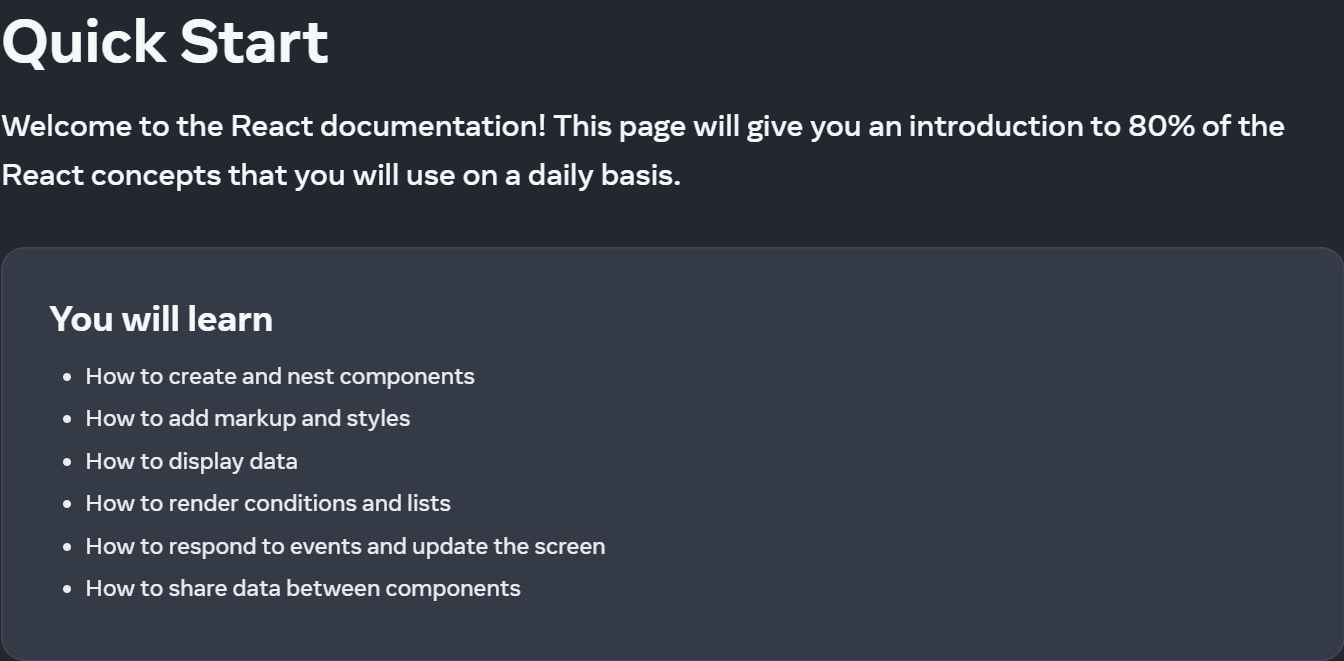 Quick Start
Welcome to the React documentation! This page will give you an introduction to 80% of the
React concepts that you will use on a daily basis.
You will learn
• How to create and nest components
• How to add markup and styles
• How to display data
• How to render conditions and lists
• How to respond to events and update the screen
• How to share data between components